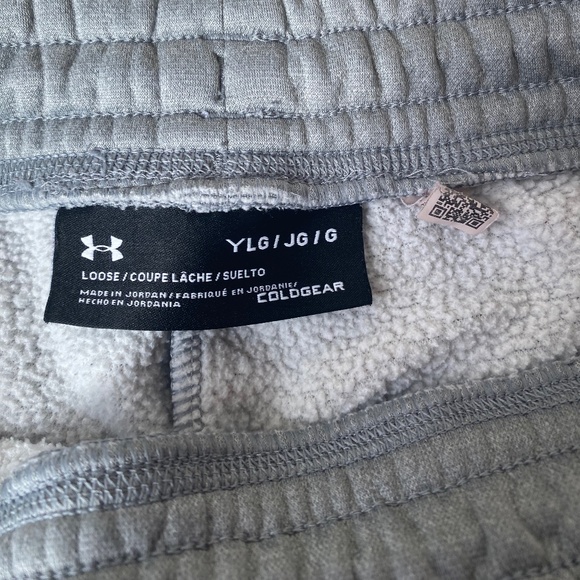 YLG / JG / G
LOOSE / COUPE LÂCHE / SUELTO
MADE IN JORDAN / FABRIQUÉ EN JORDANIE/
HECHO EN JORDANIA
COLDGEAR